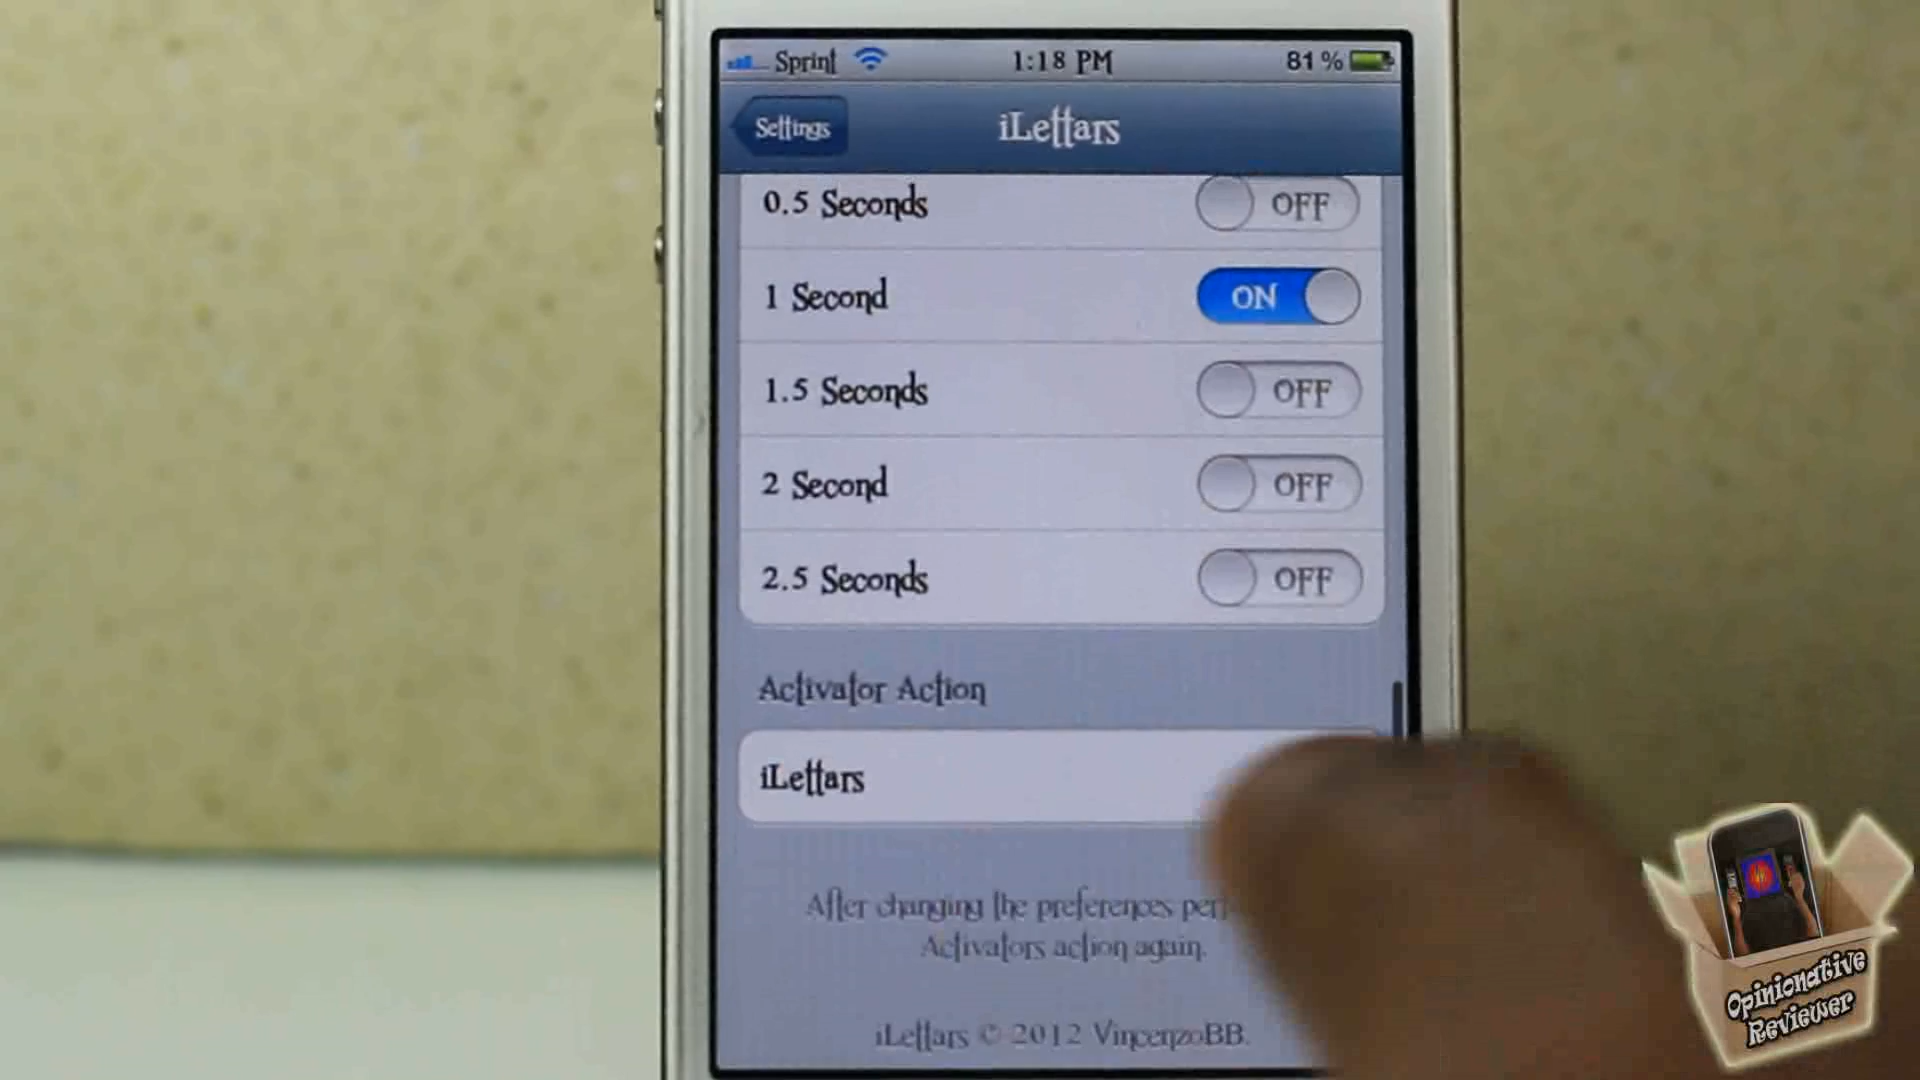 Sprint 1:18 PM 81%
Settings iLettars
0.5 Seconds OFF
1 Second ON
1.5 Seconds OFF
2 Second OFF
2.5 Seconds OFF
Activator Action
iLettars
After changing the preferences
Activators action again.
iLettars © 2012 VincenzoBB.
Opinionative
Reviewer